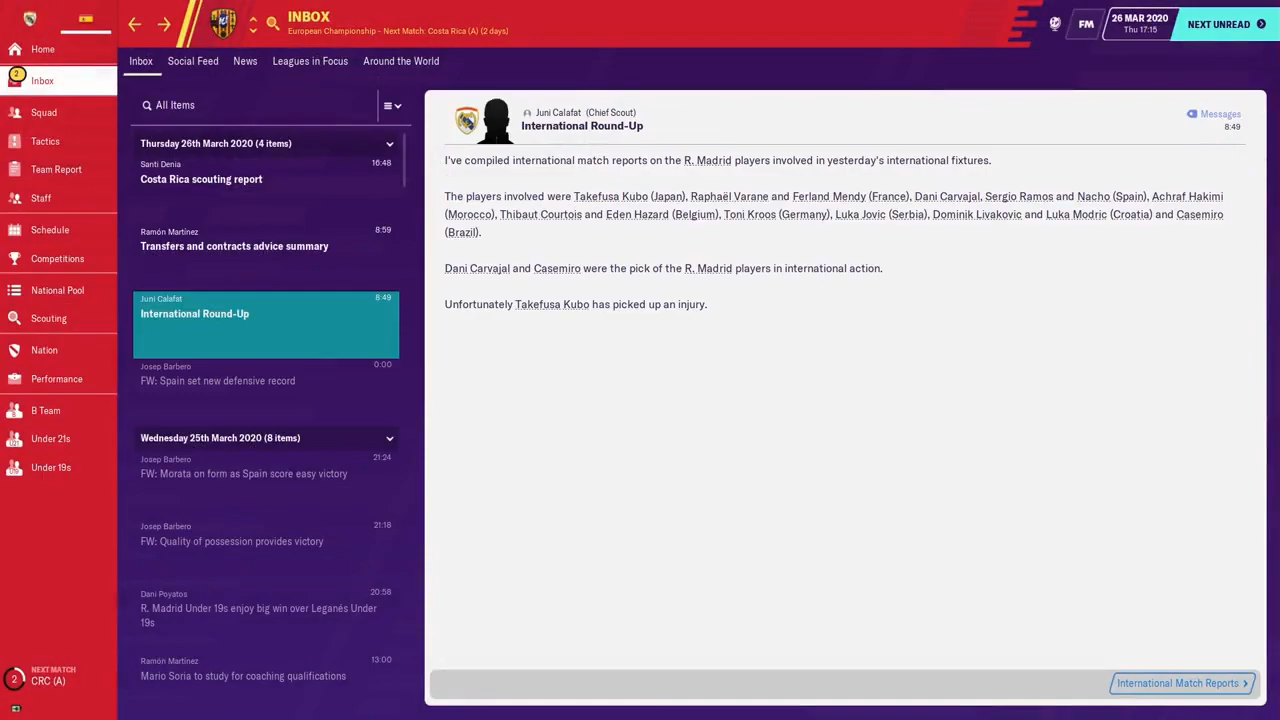 INBOX
European Championship - Next Match: Costa Rica (A) (2 days)
FM
26 MAR 2020
Thu 17:15
NEXT UNREAD
Home
2
Inbox
Squad
Tactics
Team Report
Staff
Schedule
Competitions
National Pool
Scouting
Nation
Performance
B Team
Under 21s
Under 19s
2
NEXT MATCH
CRC (A)
Inbox
Social Feed
News
Leagues in Focus
Around the World
All Items
Thursday 26th March 2020 (4 items)
Santi Denia 16:48
Costa Rica scouting report
Ramón Martínez 8:59
Transfers and contracts advice summary
Juni Calafat 8:49
International Round-Up
Josep Barbero 0:00
FW: Spain set new defensive record
Wednesday 25th March 2020 (8 items)
Josep Barbero 21:24
FW: Morata on form as Spain score easy victory
Josep Barbero 21:18
FW: Quality of possession provides victory
Dani Poyatos 20:58
R. Madrid Under 19s enjoy big win over Leganés Under
19s
Ramón Martínez 13:00
Mario Soria to study for coaching qualifications
Juni Calafat (Chief Scout)
International Round-Up
Messages
8:49
I've compiled international match reports on the R. Madrid players involved in yesterday's international fixtures.
The players involved were Takefusa Kubo (Japan), Raphaël Varane and Ferland Mendy (France), Dani Carvajal, Sergio Ramos and Nacho (Spain), Achraf Hakimi
(Morocco), Thibaut Courtois and Eden Hazard (Belgium), Toni Kroos (Germany), Luka Jovic (Serbia), Dominik Livakovic and Luka Modric (Croatia) and Casemiro
(Brazil).
Dani Carvajal and Casemiro were the pick of the R. Madrid players in international action.
Unfortunately Takefusa Kubo has picked up an injury.
International Match Reports